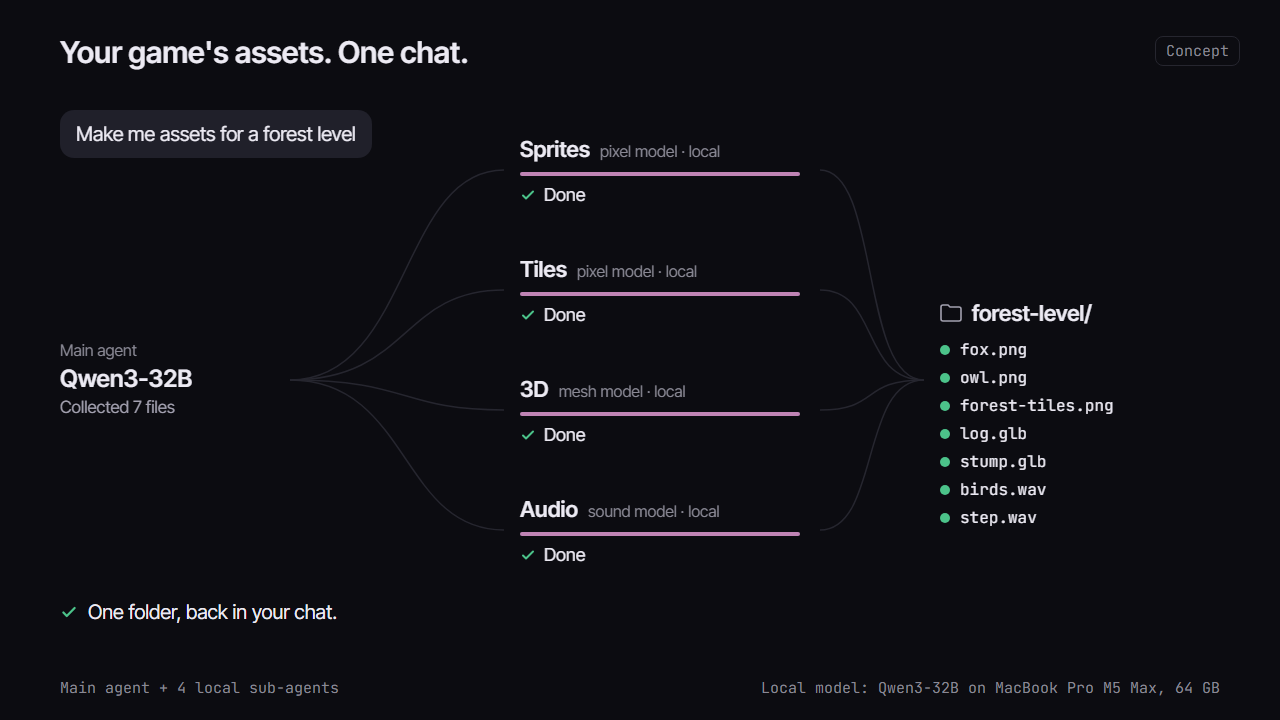 Your game's assets. One chat.
Concept
Make me assets for a forest level
Main agent
Qwen3-32B
Collected 7 files
Sprites pixel model · local
Done
Tiles pixel model · local
Done
3D mesh model · local
Done
Audio sound model · local
Done
forest-level/
fox.png
owl.png
forest-tiles.png
log.glb
stump.glb
birds.wav
step.wav
One folder, back in your chat.
Main agent + 4 local sub-agents
Local model: Qwen3-32B on MacBook Pro M5 Max, 64 GB